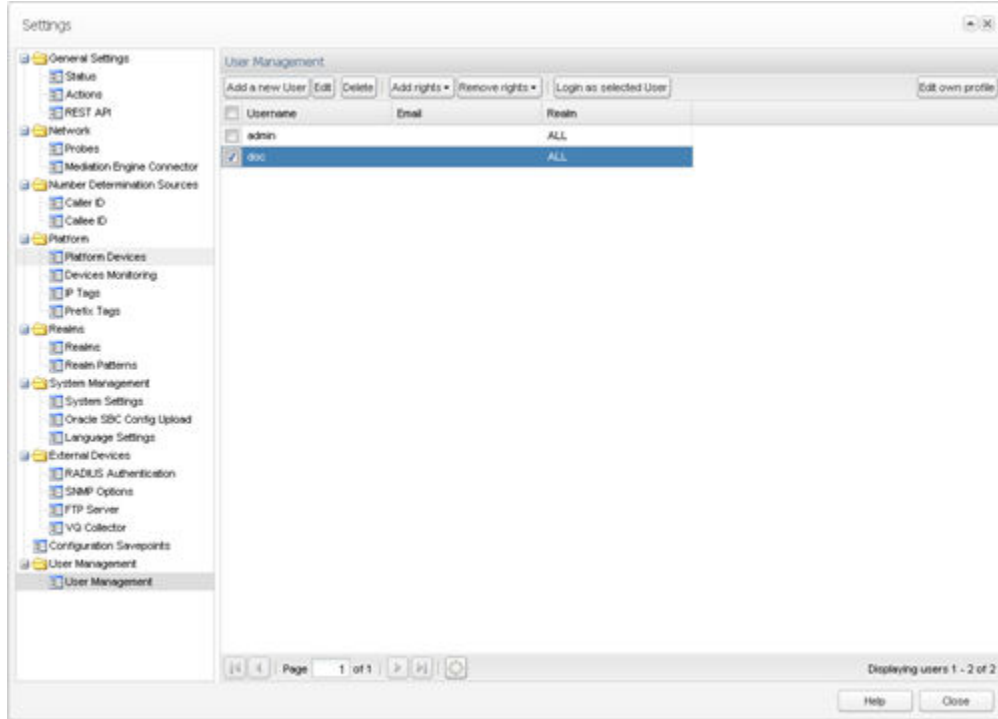 Settings
General Settings
Status
Actions
REST API
Network
Probes
Mediation Engine Connector
Number Determination Sources
Caller ID
Callee ID
Platform
Platform Devices
Devices Monitoring
IP Tags
Prefix Tags
Realms
Realms
Realm Patterns
System Management
System Settings
Oracle SBC Config Upload
Language Settings
External Devices
RADIUS Authentication
SNMP Options
FTP Server
VQ Collector
Configuration Savepoints
User Management
User Management
User Management
Add a new User Edit Delete Add rights Remove rights Login as selected User Edit own profile
Username Email Realm
admin ALL
doc ALL
Page 1 of 1 Displaying users 1 - 2 of 2
Help Close